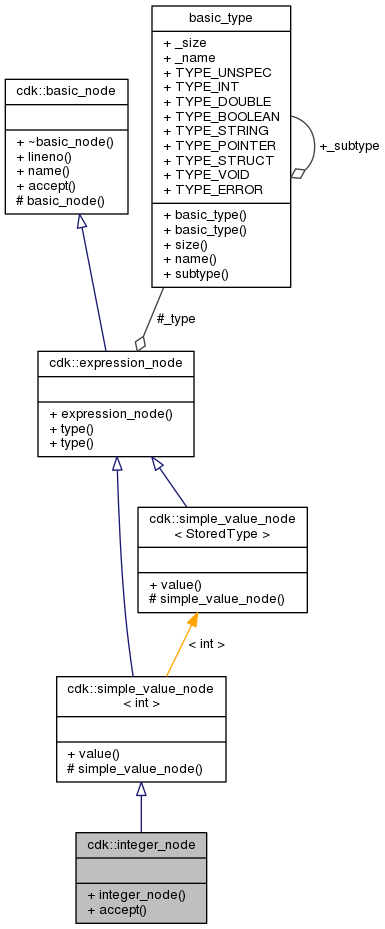 basic_type
+ _size
+ _name
+ TYPE_UNSPEC
+ TYPE_INT
+ TYPE_DOUBLE
+ TYPE_BOOLEAN
+ TYPE_STRING
+ TYPE_POINTER
+ TYPE_STRUCT
+ TYPE_VOID
+ TYPE_ERROR
+ basic_type()
+ basic_type()
+ size()
+ name()
+ subtype()
+_subtype
cdk::basic_node
+ ~basic_node()
+ lineno()
+ name()
+ accept()
# basic_node()
#_type
cdk::expression_node
+ expression_node()
+ type()
+ type()
cdk::simple_value_node
< StoredType >
+ value()
# simple_value_node()
< int >
cdk::simple_value_node
< int >
+ value()
# simple_value_node()
cdk::integer_node
+ integer_node()
+ accept()